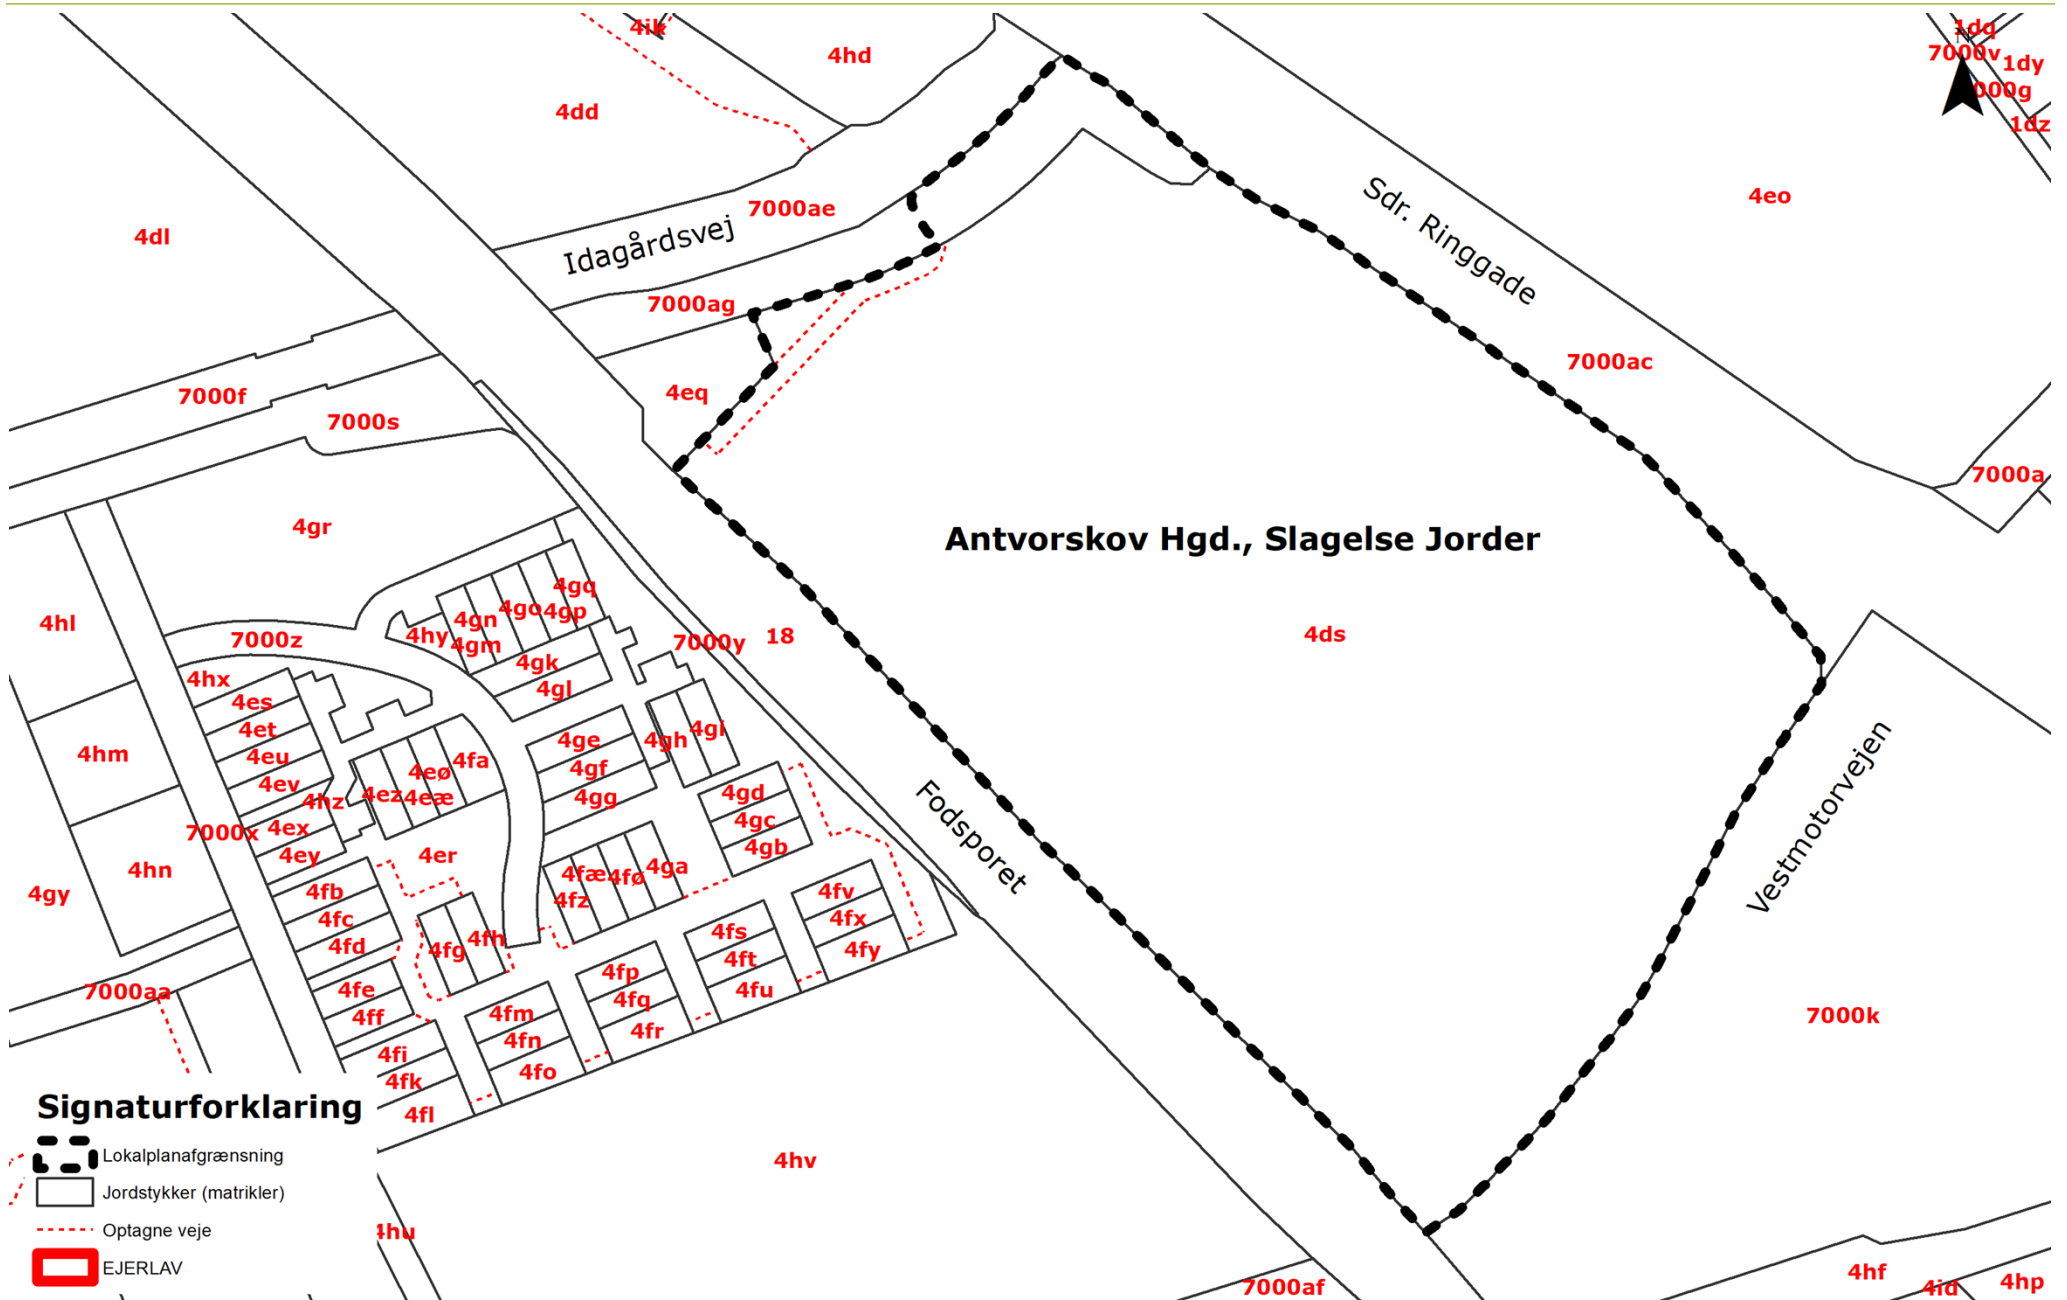 4ik
4hd
1dq
N
7000v
1dy
000g
4dd
1dz
7000ae
4eo
4dl
Sdr. Ringgade
Idagårdsvej
7000ag
7000ac
4eq
7000f
7000s
7000a
4gr
Antvorskov Hgd., Slagelse Jorder
4gq
4go
4gp
4hl
4gn
4hy
4gm
7000z
7000y
18
4ds
4gk
4hx
4gl
4es
4et
4gi
4ge
4gh
4hm
4eu
4fa
4gf
4eø
4ev
4ez
4eæ
4gg
4gd
4hz
Vestmotorvejen
Fodsporet
4gc
4ex
7000x
4gb
4ey
4er
4hn
4ga
4fæ
4fø
4fb
4gy
4fz
4fv
4fc
4fx
4fs
4fh
4fd
4fg
4fy
4ft
4fp
4fe
7000aa
4fu
4fq
4fm
7000k
4ff
4fr
4fn
4fi
4fo
4fk
4fl
Signaturforklaring
Lokalplanafgrænsning
4hv
Jordstykker (matrikler)
Optagne veje
4hu
EJERLAV
4hf
4hp
7000af
4id